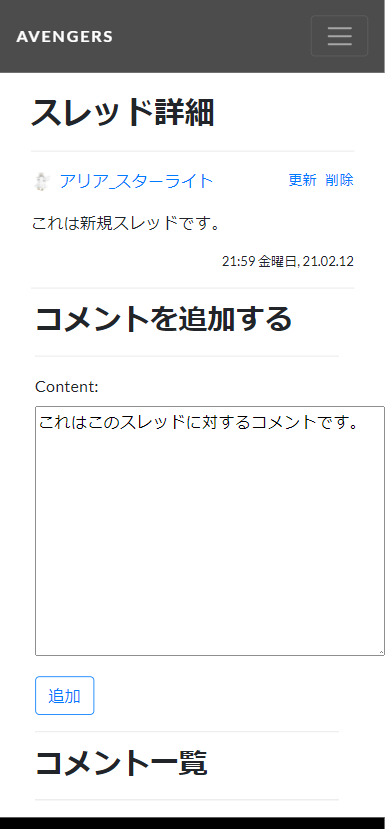 AVENGERS
スレッド詳細
アリア_スターライト 更新 削除
これは新規スレッドです。
21:59 金曜日, 21.02.12
コメントを追加する
Content:
これはこのスレッドに対するコメントです。
追加
コメント一覧